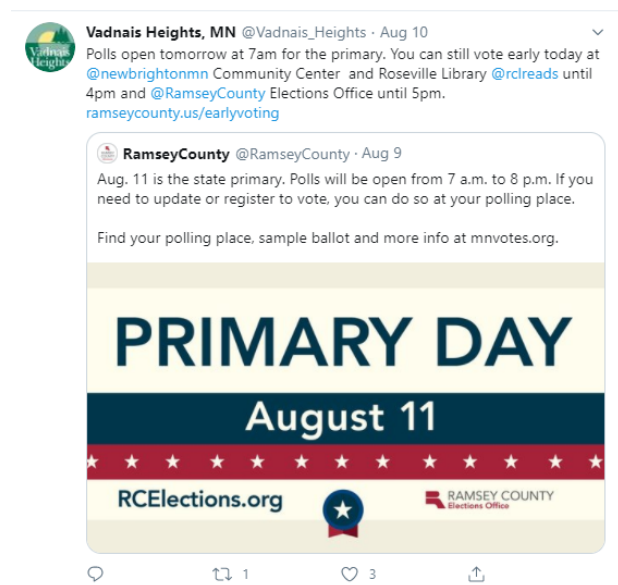 Vadnais Heights, MN @Vadnais_Heights · Aug 10
Vadnais
Heights
Polls open tomorrow at 7am for the primary. You can still vote early today at
@newbrightonmn Community Center  and Roseville Library @rclreads until
4pm and @RamseyCounty Elections Office until 5pm.
ramseycounty.us/earlyvoting
RamseyCounty @RamseyCounty · Aug 9
Aug. 11 is the state primary. Polls will be open from 7 a.m. to 8 p.m. If you
need to update or register to vote, you can do so at your polling place.
Find your polling place, sample ballot and more info at mnvotes.org.
PRIMARY DAY
August 11
RCElections.org
RAMSEY COUNTY
Elections Office
1
3